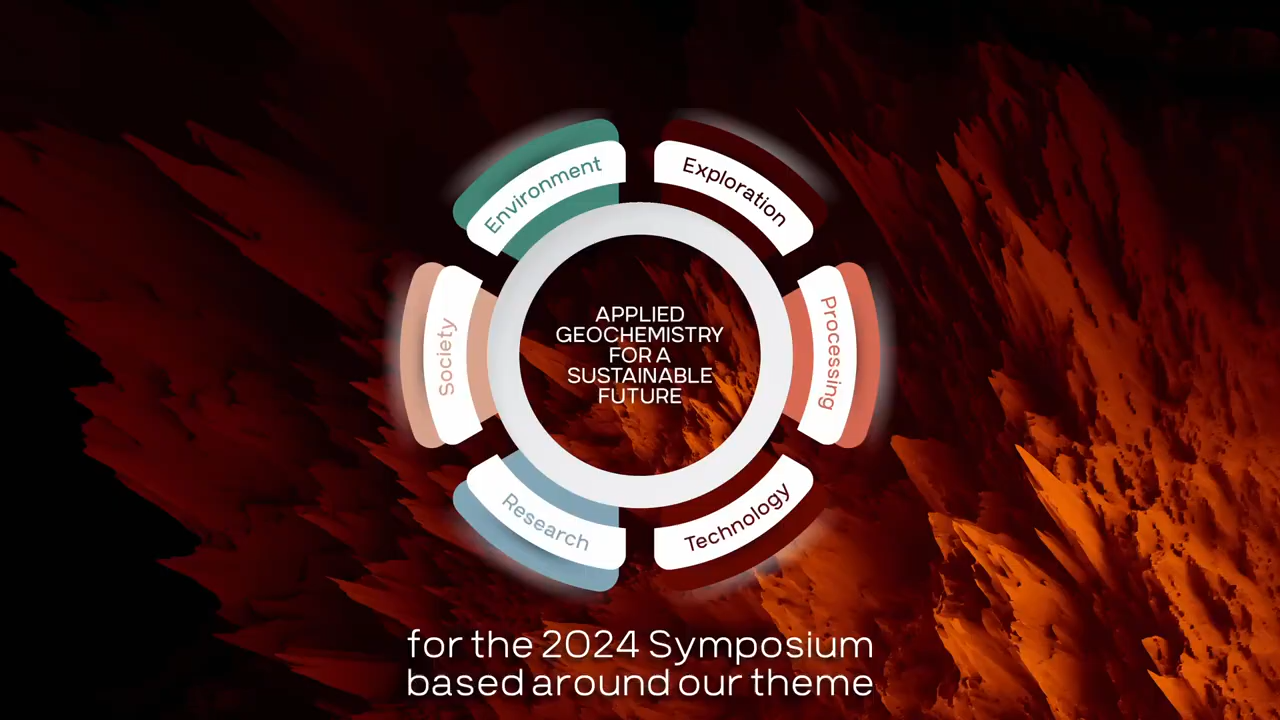 Environment
Exploration
Society
Processing
Research
Technology
APPLIED
GEOCHEMISTRY
FOR A
SUSTAINABLE
FUTURE
for the 2024 Symposium
based around our theme